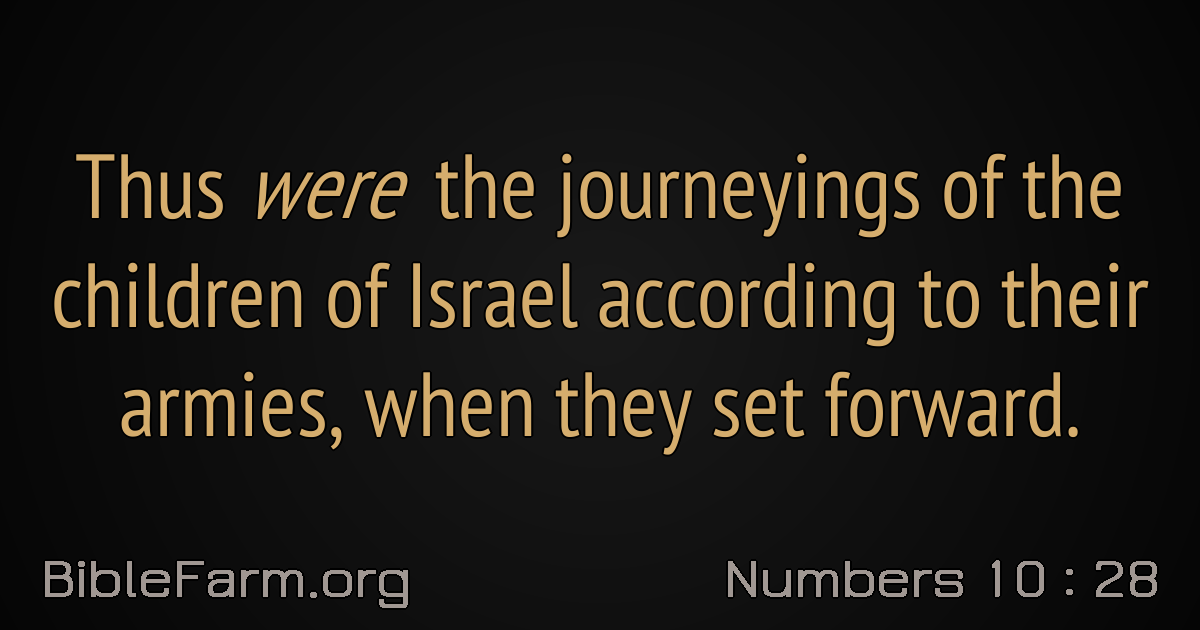 Thus were the journeyings of the
children of Israel according to their
armies, when they set forward.
BibleFarm.org
Numbers 10 : 28